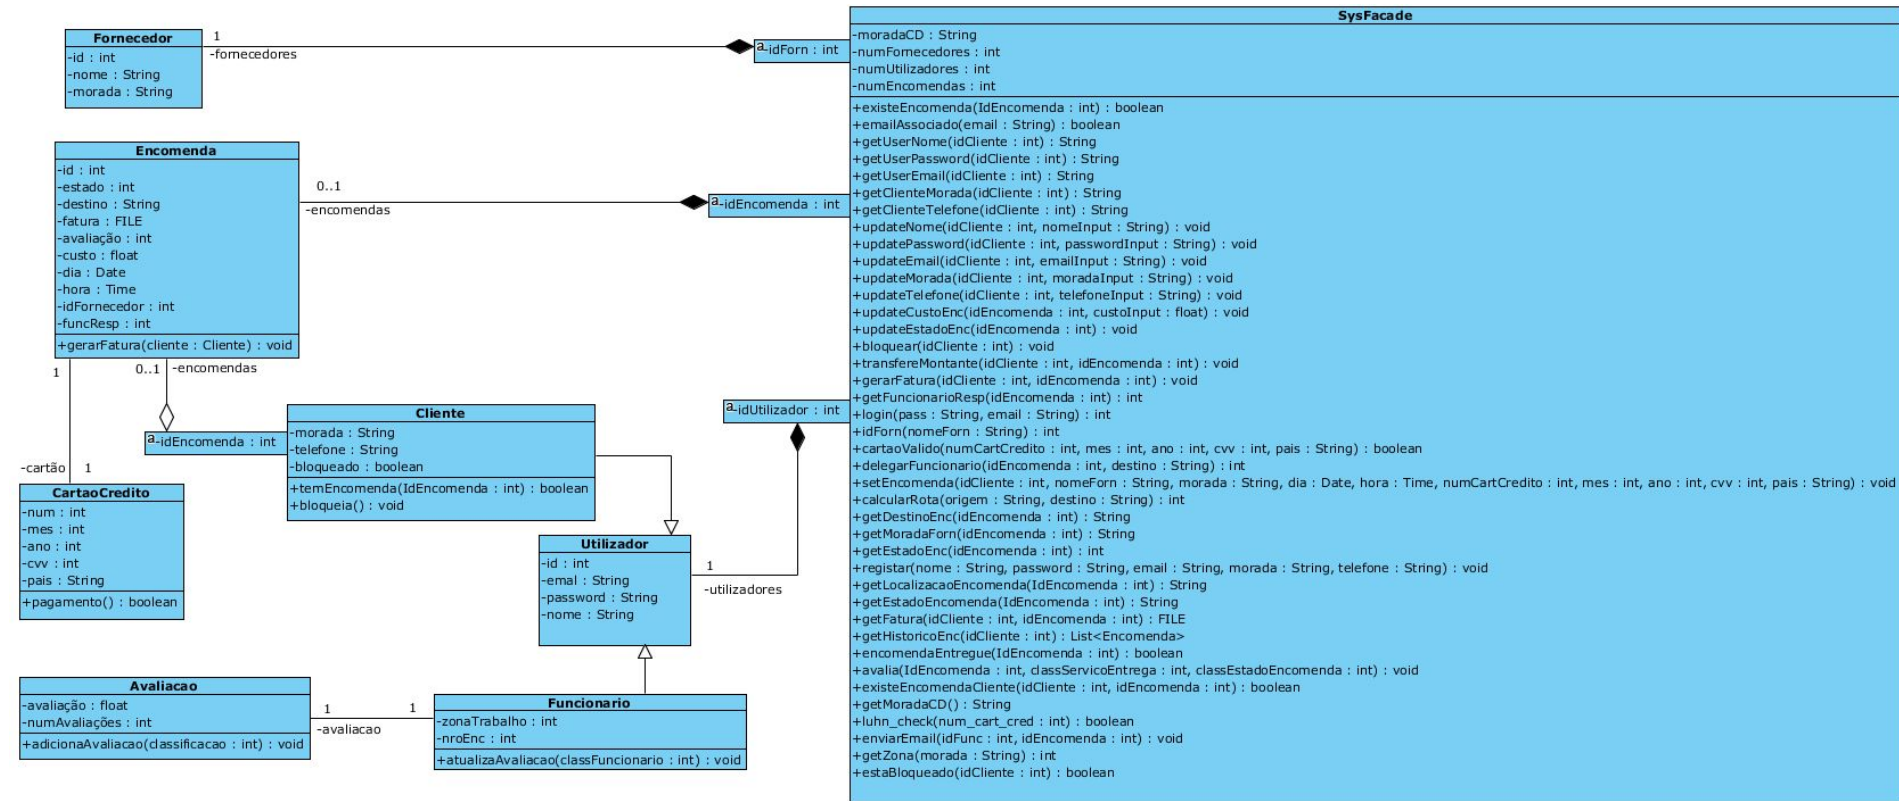 Fornecedor
-id : int
-nome : String
-morada : String
1
-fornecedores
a
-idForn : int
Encomenda
-id : int
-estado : int
-destino : String
-fatura : FILE
-avaliação : int
-custo : float
-dia : Date
-hora : Time
-idFornecedor : int
-funcResp : int
+gerarFatura(cliente : Cliente) : void
0..1
-encomendas
a
-idEncomenda : int
1
0..1
-encomendas
a
-idEncomenda : int
Cliente
-morada : String
-telefone : String
-bloqueado : boolean
+temEncomenda(IdEncomenda : int) : boolean
+bloqueia() : void
a
-idUtilizador : int
-cartão
1
CartaoCredito
-num : int
-mes : int
-ano : int
-cvv : int
-pais : String
+pagamento() : boolean
Utilizador
-id : int
-emal : String
-password : String
-nome : String
1
-utilizadores
Avaliacao
-avaliação : float
-numAvaliações : int
+adicionaAvaliacao(classificacao : int) : void
1
1
-avaliacao
Funcionario
-zonaTrabalho : int
-nroEnc : int
+atualizaAvaliacao(classFuncionario : int) : void
SysFacade
-moradaCD : String
-numFornecedores : int
-numUtilizadores : int
-numEncomendas : int
+existeEncomenda(IdEncomenda : int) : boolean
+emailAssociado(email : String) : boolean
+getUserNome(idCliente : int) : String
+getUserPassword(idCliente : int) : String
+getUserEmail(idCliente : int) : String
+getClienteMorada(idCliente : int) : String
+getClienteTelefone(idCliente : int) : String
+updateNome(idCliente : int, nomeInput : String) : void
+updatePassword(idCliente : int, passwordInput : String) : void
+updateEmail(idCliente : int, emailInput : String) : void
+updateMorada(idCliente : int, moradaInput : String) : void
+updateTelefone(idCliente : int, telefoneInput : String) : void
+updateCustoEnc(idEncomenda : int, custoInput : float) : void
+updateEstadoEnc(idEncomenda : int) : void
+bloquear(idCliente : int) : void
+transfereMontante(idCliente : int, idEncomenda : int) : void
+gerarFatura(idCliente : int, idEncomenda : int) : void
+getFuncionarioResp(idEncomenda : int) : int
+login(pass : String, email : String) : int
+idForn(nomeForn : String) : int
+cartaoValido(numCartCredito : int, mes : int, ano : int, cvv : int, pais : String) : boolean
+delegarFuncionario(idEncomenda : int, destino : String) : int
+setEncomenda(idCliente : int, nomeForn : String, morada : String, dia : Date, hora : Time, numCartCredito : int, mes : int, ano : int, cvv : int, pais : String) : void
+calcularRota(origem : String, destino : String) : int
+getDestinoEnc(idEncomenda : int) : String
+getMoradaForn(idEncomenda : int) : String
+getEstadoEnc(idEncomenda : int) : int
+registar(nome : String, password : String, email : String, morada : String, telefone : String) : void
+getLocalizacaoEncomenda(IdEncomenda : int) : String
+getEstadoEncomenda(IdEncomenda : int) : String
+getFatura(idCliente : int, idEncomenda : int) : FILE
+getHistoricoEnc(idCliente : int) : List<Encomenda>
+encomendaEntregue(IdEncomenda : int) : boolean
+avalia(IdEncomenda : int, classServicoEntrega : int, classEstadoEncomenda : int) : void
+existeEncomendaCliente(idCliente : int, idEncomenda : int) : boolean
+getMoradaCD() : String
+luhn_check(num_cart_cred : int) : boolean
+enviarEmail(idFunc : int, idEncomenda : int) : void
+getZona(morada : String) : int
+estaBloqueado(idCliente : int) : boolean